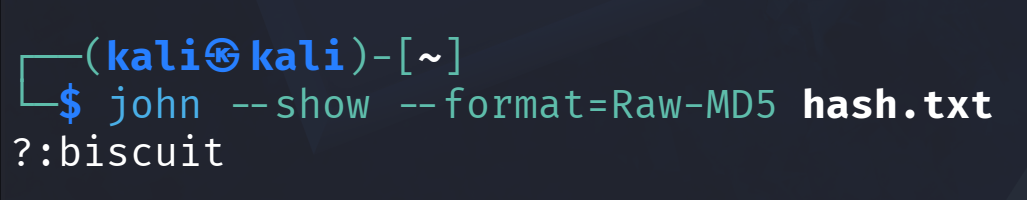 ┌──(kali㉿kali)-[~]
└─$ john --show --format=Raw-MD5 hash.txt
?:biscuit